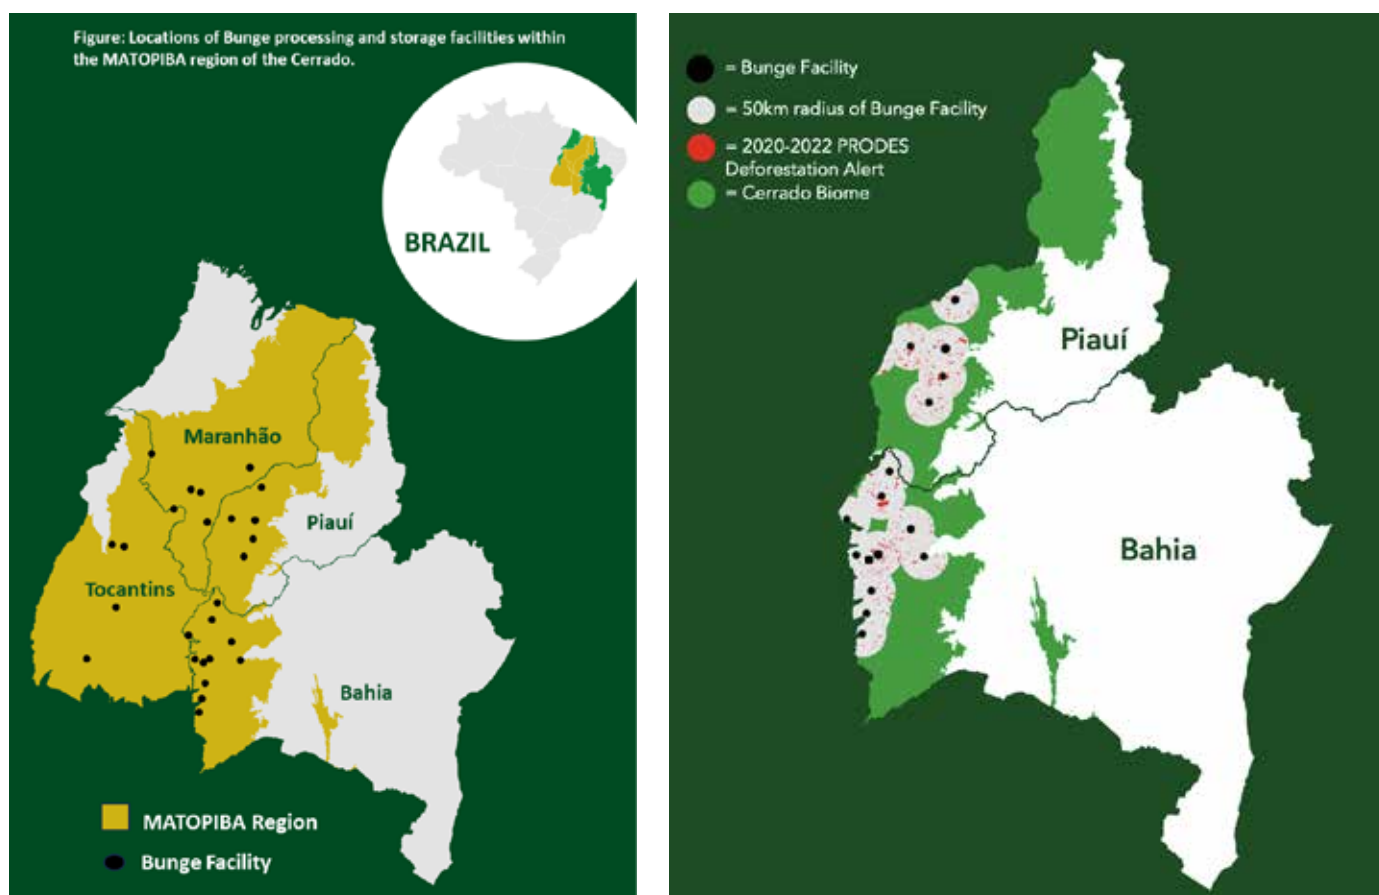 Figure: Locations of Bunge processing and storage facilities within
the MATOPIBA region of the Cerrado.
BRAZIL
Maranhão
Piauí
Tocantins
Bahia
MATOPIBA Region
Bunge Facility
= Bunge Facility
= 50km radius of Bunge Facility
= 2020-2022 PRODES
Deforestation Alert
= Cerrado Biome
Piauí
Bahia